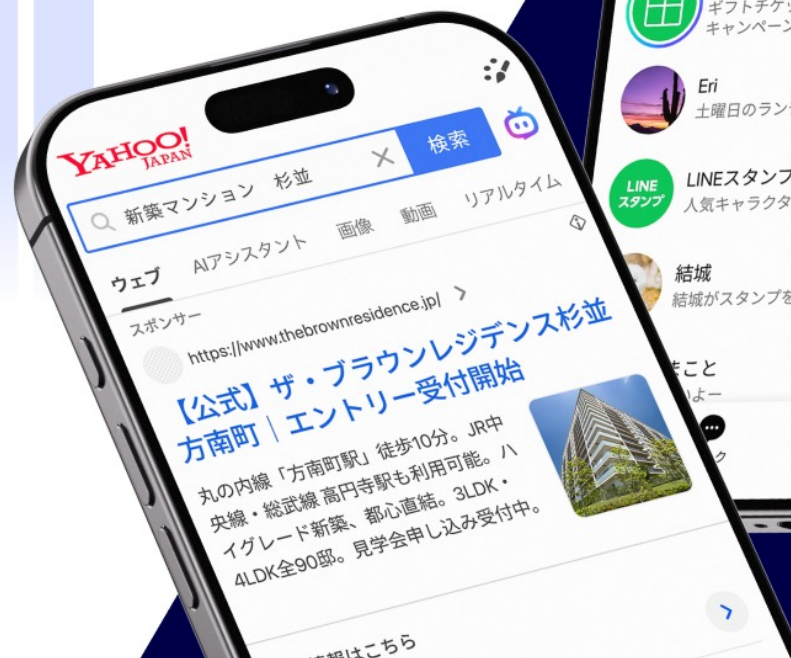 YAHOO!
JAPAN
新築マンション 杉並
検索
ウェブ
AIアシスタント
画像
動画
リアルタイム
スポンサー
https://www.thebrownresidence.jp/
【公式】ザ・ブラウンレジデンス杉並
方南町｜エントリー受付開始
丸の内線「方南町駅」徒歩10分。JR中
央線・総武線 高円寺駅も利用可能。ハ
イグレード新築、都心直結。3LDK・
4LDK全90邸。見学会申し込み受付中。
情報はこちら
ギフトチケッ
キャンペーン
Eri
土曜日のラン
LINE
スタンプ
LINEスタンプ
人気キャラクタ
結城
結城がスタンプを
まこと
いよー
ク